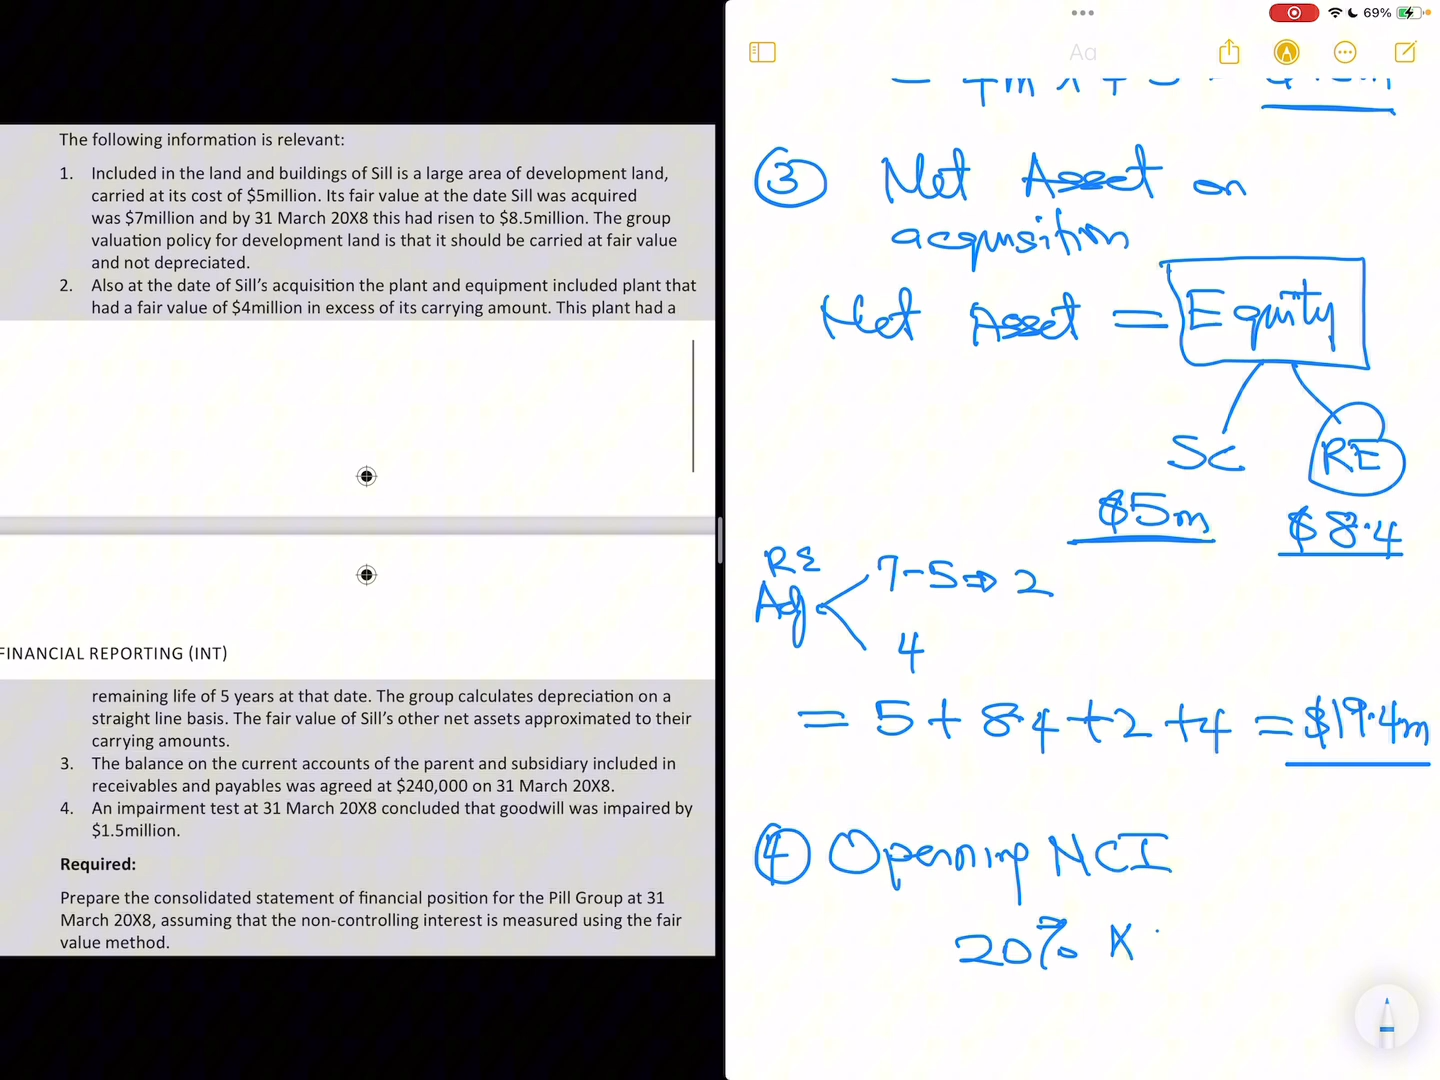 69%
Aa
The following information is relevant:
1. Included in the land and buildings of Sill is a large area of development land,
carried at its cost of $5million. Its fair value at the date Sill was acquired
was $7million and by 31 March 20X8 this had risen to $8.5million. The group
valuation policy for development land is that it should be carried at fair value
and not depreciated.
2. Also at the date of Sill's acquisition the plant and equipment included plant that
had a fair value of $4million in excess of its carrying amount. This plant had a
FINANCIAL REPORTING (INT)
remaining life of 5 years at that date. The group calculates depreciation on a
straight line basis. The fair value of Sill's other net assets approximated to their
carrying amounts.
3. The balance on the current accounts of the parent and subsidiary included in
receivables and payables was agreed at $240,000 on 31 March 20X8.
4. An impairment test at 31 March 20X8 concluded that goodwill was impaired by
$1.5million.
Required:
Prepare the consolidated statement of financial position for the Pill Group at 31
March 20X8, assuming that the non-controlling interest is measured using the fair
value method.
③ Net Asset on
acqusition
Net Asset = Equity
SC RE
$5m $8.4
RE
Adj
7-5⇒2
4
= 5+8.4+2+4 = $19.4m
④ Openning NCI
20% X